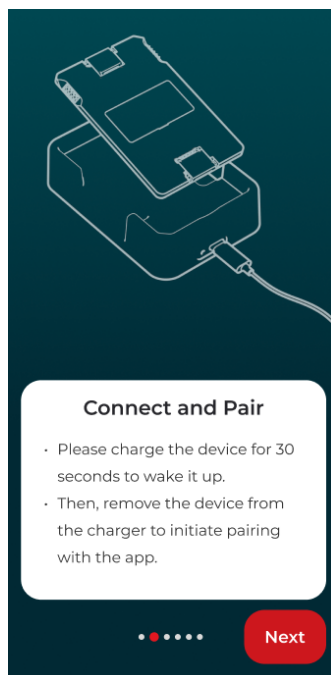 Connect and Pair
• Please charge the device for 30
seconds to wake it up.
• Then, remove the device from
the charger to initiate pairing
with the app.
Next